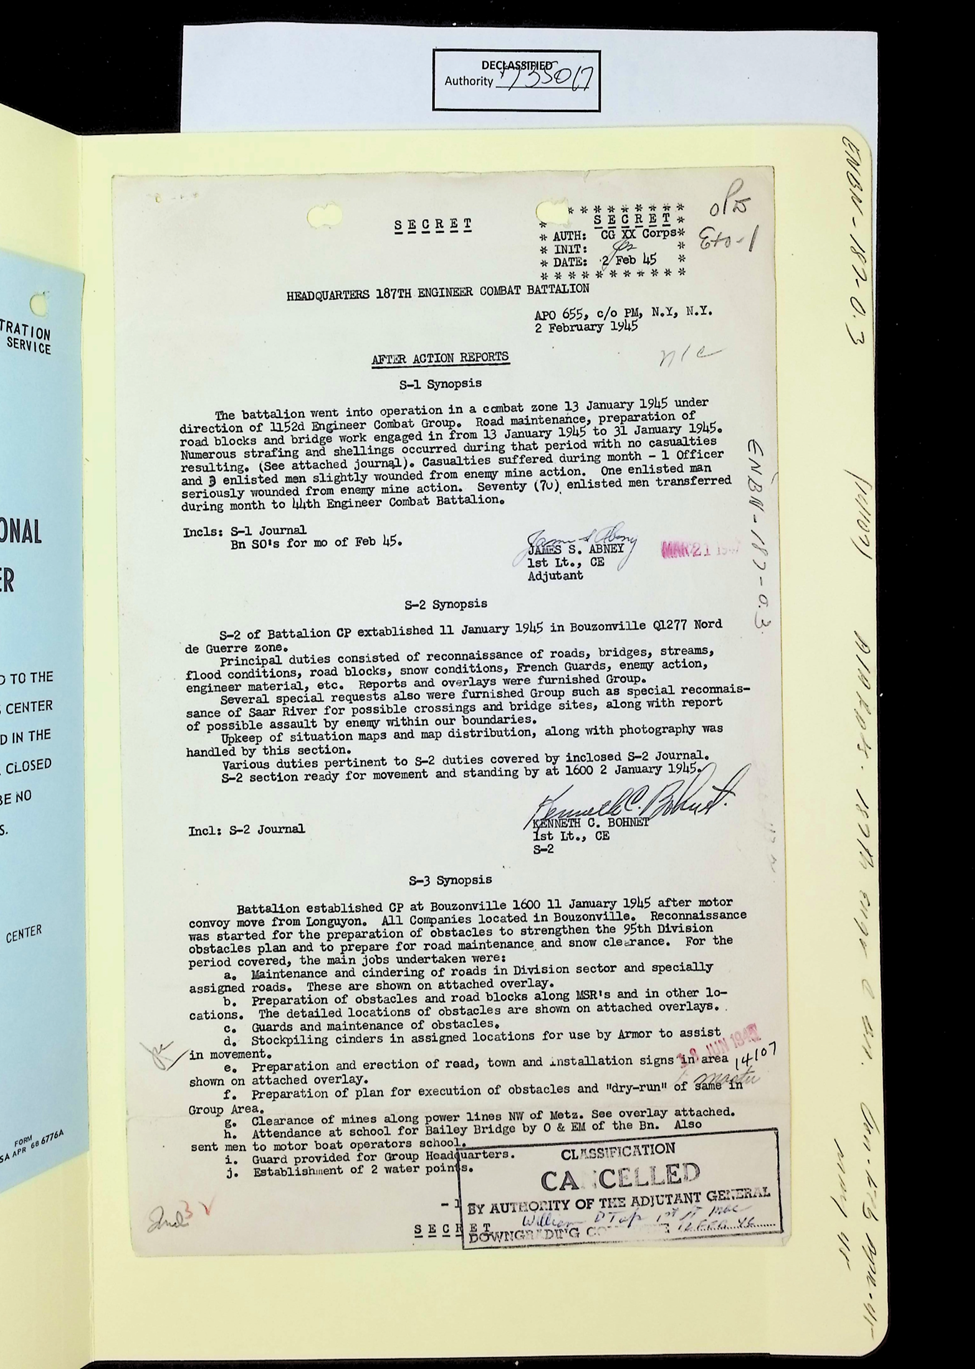 DECLASSIFIED
Authority 735017
TRATION
SERVICE
ONAL
ER
D TO THE
CENTER
D IN THE
CLOSED
BE NO
S.
CENTER
FORM
SA APR 68 6776A
S E C R E T
* * * * * * * * * *
* S E C R E T *
* AUTH: CG XX Corps*
* INIT: *
* DATE: 2 Feb 45 *
* * * * * * * * * * *
HEADQUARTERS 187TH ENGINEER COMBAT BATTALION
APO 655, c/o PM, N.Y, N.Y.
2 February 1945
AFTER ACTION REPORTS
S-1 Synopsis
The battalion went into operation in a combat zone 13 January 1945 under
direction of 1152d Engineer Combat Group. Road maintenance, preparation of
road blocks and bridge work engaged in from 13 January 1945 to 31 January 1945.
Numerous strafing and shellings occurred during that period with no casualties
resulting. (See attached journal). Casualties suffered during month - 1 Officer
and 3 enlisted men slightly wounded from enemy mine action. One enlisted man
seriously wounded from enemy mine action. Seventy (70) enlisted men transferred
during month to 44th Engineer Combat Battalion.
Incls: S-1 Journal
Bn SO's for mo of Feb 45.
James S Abney
JAMES S. ABNEY
1st Lt., CE
Adjutant
MAR 21
S-2 Synopsis
S-2 of Battalion CP extablished 11 January 1945 in Bouzonville Q1277 Nord
de Guerre zone.
Principal duties consisted of reconnaissance of roads, bridges, streams,
flood conditions, road blocks, snow conditions, French Guards, enemy action,
engineer material, etc. Reports and overlays were furnished Group.
Several special requests also were furnished Group such as special reconnais-
sance of Saar River for possible crossings and bridge sites, along with report
of possible assault by enemy within our boundaries.
Upkeep of situation maps and map distribution, along with photography was
handled by this section.
Various duties pertinent to S-2 duties covered by inclosed S-2 Journal.
S-2 section ready for movement and standing by at 1600 2 January 1945.
Kenneth C. Bohnet.
Incl: S-2 Journal
KENNETH C. BOHNET
1st Lt., CE
S-2
S-3 Synopsis
Battalion established CP at Bouzonville 1600 11 January 1945 after motor
convoy move from Longuyon. All Companies located in Bouzonville. Reconnaissance
was started for the preparation of obstacles to strengthen the 95th Division
obstacles plan and to prepare for road maintenance and snow clearance. For the
period covered, the main jobs undertaken were:
a. Maintenance and cindering of roads in Division sector and specially
assigned roads. These are shown on attached overlay.
b. Preparation of obstacles and road blocks along MSR's and in other lo-
cations. The detailed locations of obstacles are shown on attached overlays.
c. Guards and maintenance of obstacles.
d. Stockpiling cinders in assigned locations for use by Armor to assist
in movement.
e. Preparation and erection of road, town and installation signs in area
shown on attached overlay.
f. Preparation of plan for execution of obstacles and "dry-run" of same in
Group Area.
g. Clearance of mines along power lines NW of Metz. See overlay attached.
h. Attendance at school for Bailey Bridge by O & EM of the Bn. Also
sent men to motor boat operators school.
i. Guard provided for Group Headquarters.
j. Establishment of 2 water points.
14107
master
- 1
S E C R E T
CLASSIFICATION
CANCELLED
BY AUTHORITY OF THE ADJUTANT GENERAL
DOWNGRADING
ENBN-187-0.3
ENBN-187-0.3